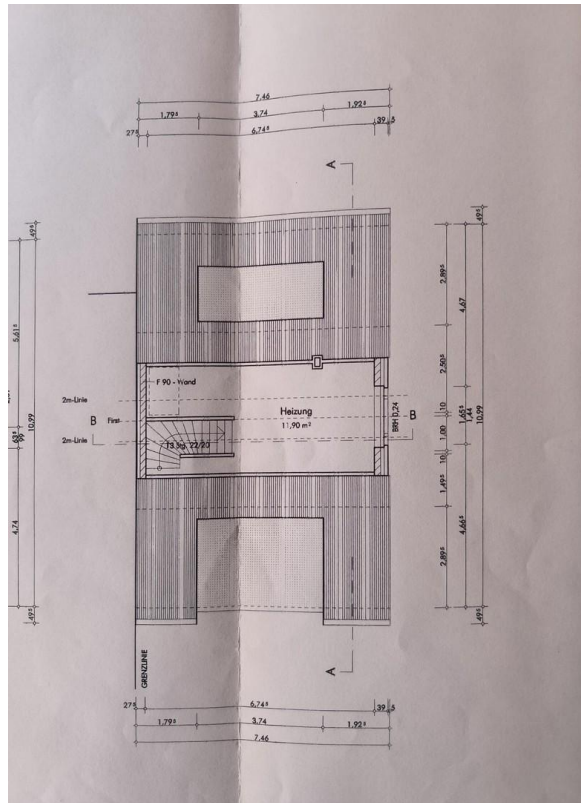 7.46
1,79⁵ 3,74 1,92⁵
27⁵ 6,74⁵ 39 5
A
49⁵ 49⁵
2,89⁵
5,61⁵ 4,67
2,50⁵
F 90 - Wand
2m-Linie
B First Heizung B
11,90 m²
BRH 0,24
10 1,65⁵
10,99 99 1,44 10,99
63⁵ 1,00
2m-Linie
13 Stg. 22/20
10
1,49⁵
4,74 4,66⁵
2,89⁵
49⁵ 49⁵
GRENZLINIE
A
27⁵ 6,74⁵ 39 5
1,79⁵ 3,74 1,92⁵
7.46